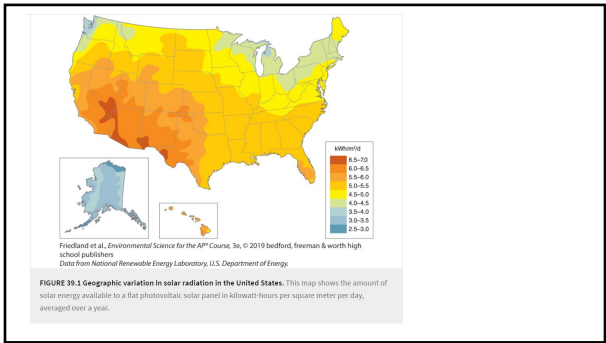 kWh/m²/d
6.5–7.0
6.0–6.5
5.5–6.0
5.0–5.5
4.5–5.0
4.0–4.5
3.5–4.0
3.0–3.5
2.5–3.0
Friedland et al., Environmental Science for the AP® Course, 3e, © 2019 bedford, freeman & worth high
school publishers
Data from National Renewable Energy Laboratory, U.S. Department of Energy.
FIGURE 39.1 Geographic variation in solar radiation in the United States. This map shows the amount of
solar energy available to a flat photovoltaic solar panel in kilowatt-hours per square meter per day,
averaged over a year.